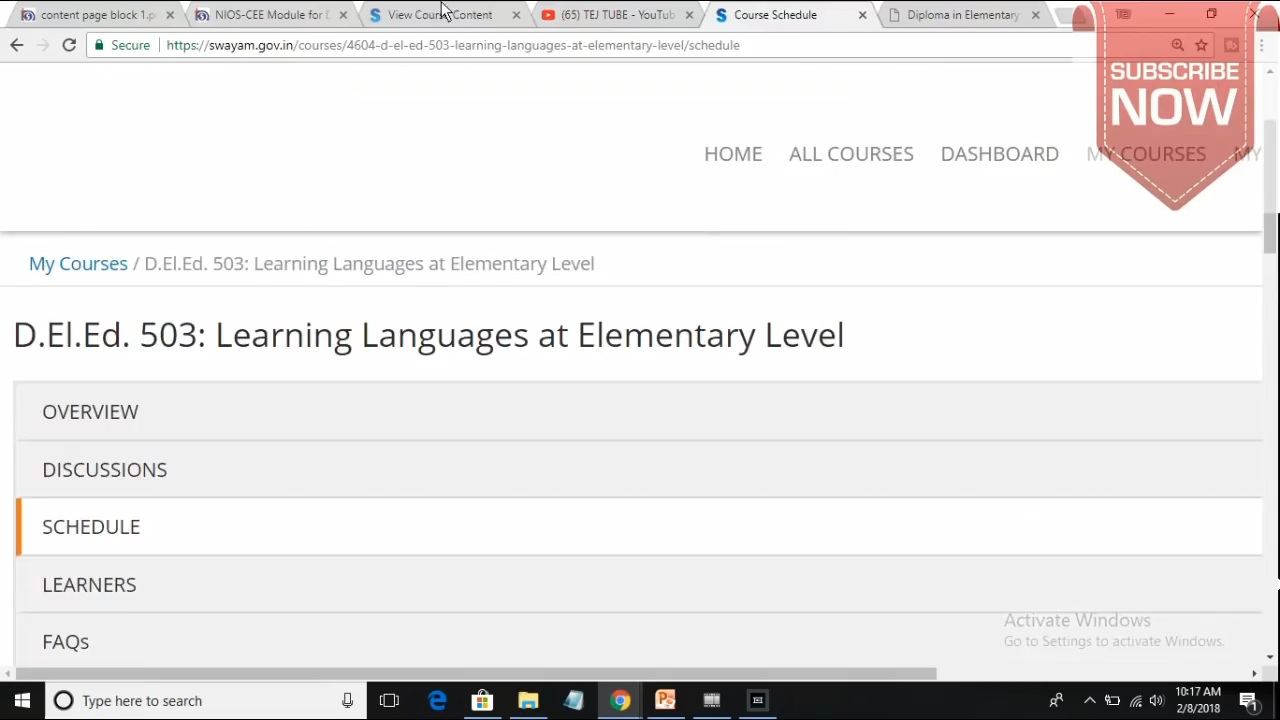 content page block 1.p
NIOS-CEE Module for D
View Course Content
(65) TEJ TUBE - YouTub
Course Schedule
Diploma in Elementary
Secure
https://swayam.gov.in/courses/4604-d-el-ed-503-learning-languages-at-elementary-level/schedule
SUBSCRIBE
NOW
HOME
ALL COURSES
DASHBOARD
MY COURSES
MY
My Courses / D.El.Ed. 503: Learning Languages at Elementary Level
D.El.Ed. 503: Learning Languages at Elementary Level
OVERVIEW
DISCUSSIONS
SCHEDULE
LEARNERS
FAQs
Activate Windows
Go to Settings to activate Windows.
Type here to search
10:17 AM
2/8/2018
1